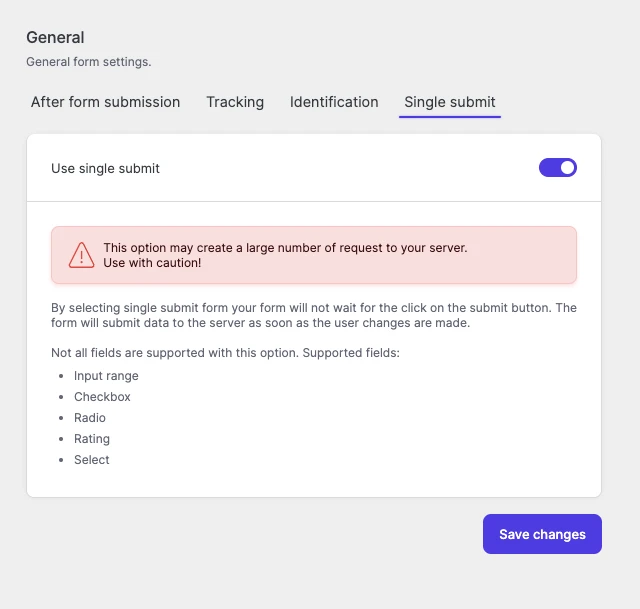 General
General form settings.
After form submission
Tracking
Identification
Single submit
Use single submit
This option may create a large number of request to your server.
Use with caution!
By selecting single submit form your form will not wait for the click on the submit button. The
form will submit data to the server as soon as the user changes are made.
Not all fields are supported with this option. Supported fields:
Input range
Checkbox
Radio
Rating
Select
Save changes